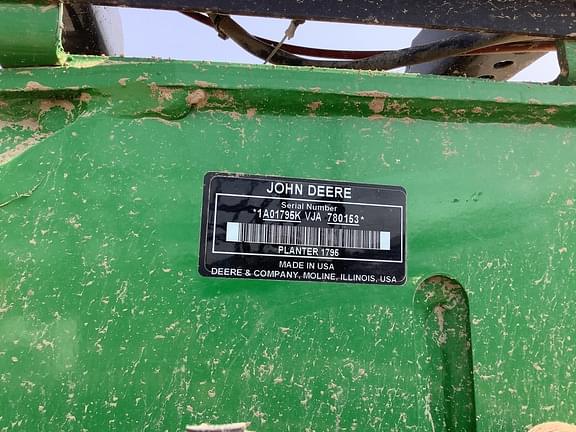 JOHN DEERE
Serial Number
*1A01795K VJA 780153*
PLANTER 1795
MADE IN USA
DEERE & COMPANY, MOLINE, ILLINOIS, USA